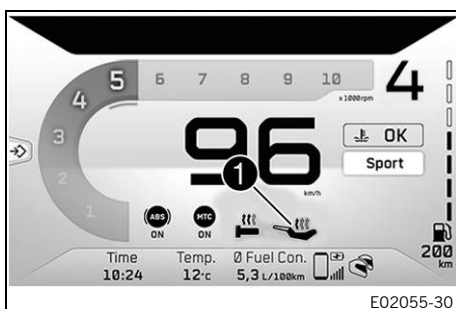 5 6 7 8 9 10 4
4
x1000rpm
3 96 OK
1
Sport
2
km/h
1
(ABS) MTC
ON ON
Time Temp. Ø Fuel Con. 200
10:24 12°c 5,3 L/100km km
E02055-30